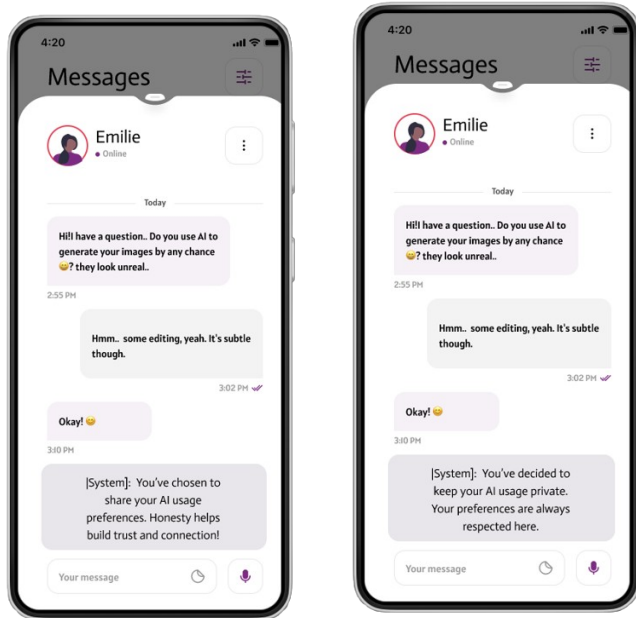 4:20
Messages
Emilie
Online
Today
Hi!I have a question.. Do you use AI to
generate your images by any chance
😄? they look unreal..
2:55 PM
Hmm.. some editing, yeah. It's subtle
though.
3:02 PM
Okay! 😊
3:10 PM
|System]: You've chosen to
share your AI usage
preferences. Honesty helps
build trust and connection!
Your message
4:20
Messages
Emilie
Online
Today
Hi!I have a question.. Do you use AI to
generate your images by any chance
😄? they look unreal..
2:55 PM
Hmm.. some editing, yeah. It's subtle
though.
3:02 PM
Okay! 😊
3:10 PM
|System]: You've decided to
keep your AI usage private.
Your preferences are always
respected here.
Your message